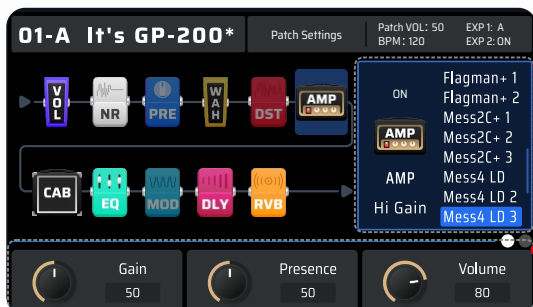 01-A It's GP-200*
Patch Settings
Patch VOL: 50 EXP 1: A
BPM: 120 EXP 2: ON
VOL
NR
PRE
WAH
DST
AMP
CAB
EQ
MOD
DLY
RVB
ON
AMP
AMP
Hi Gain
Flagman+ 1
Flagman+ 2
Mess2C+ 1
Mess2C+ 2
Mess2C+ 3
Mess4 LD
Mess4 LD 2
Mess4 LD 3
Gain
50
Presence
50
Volume
80